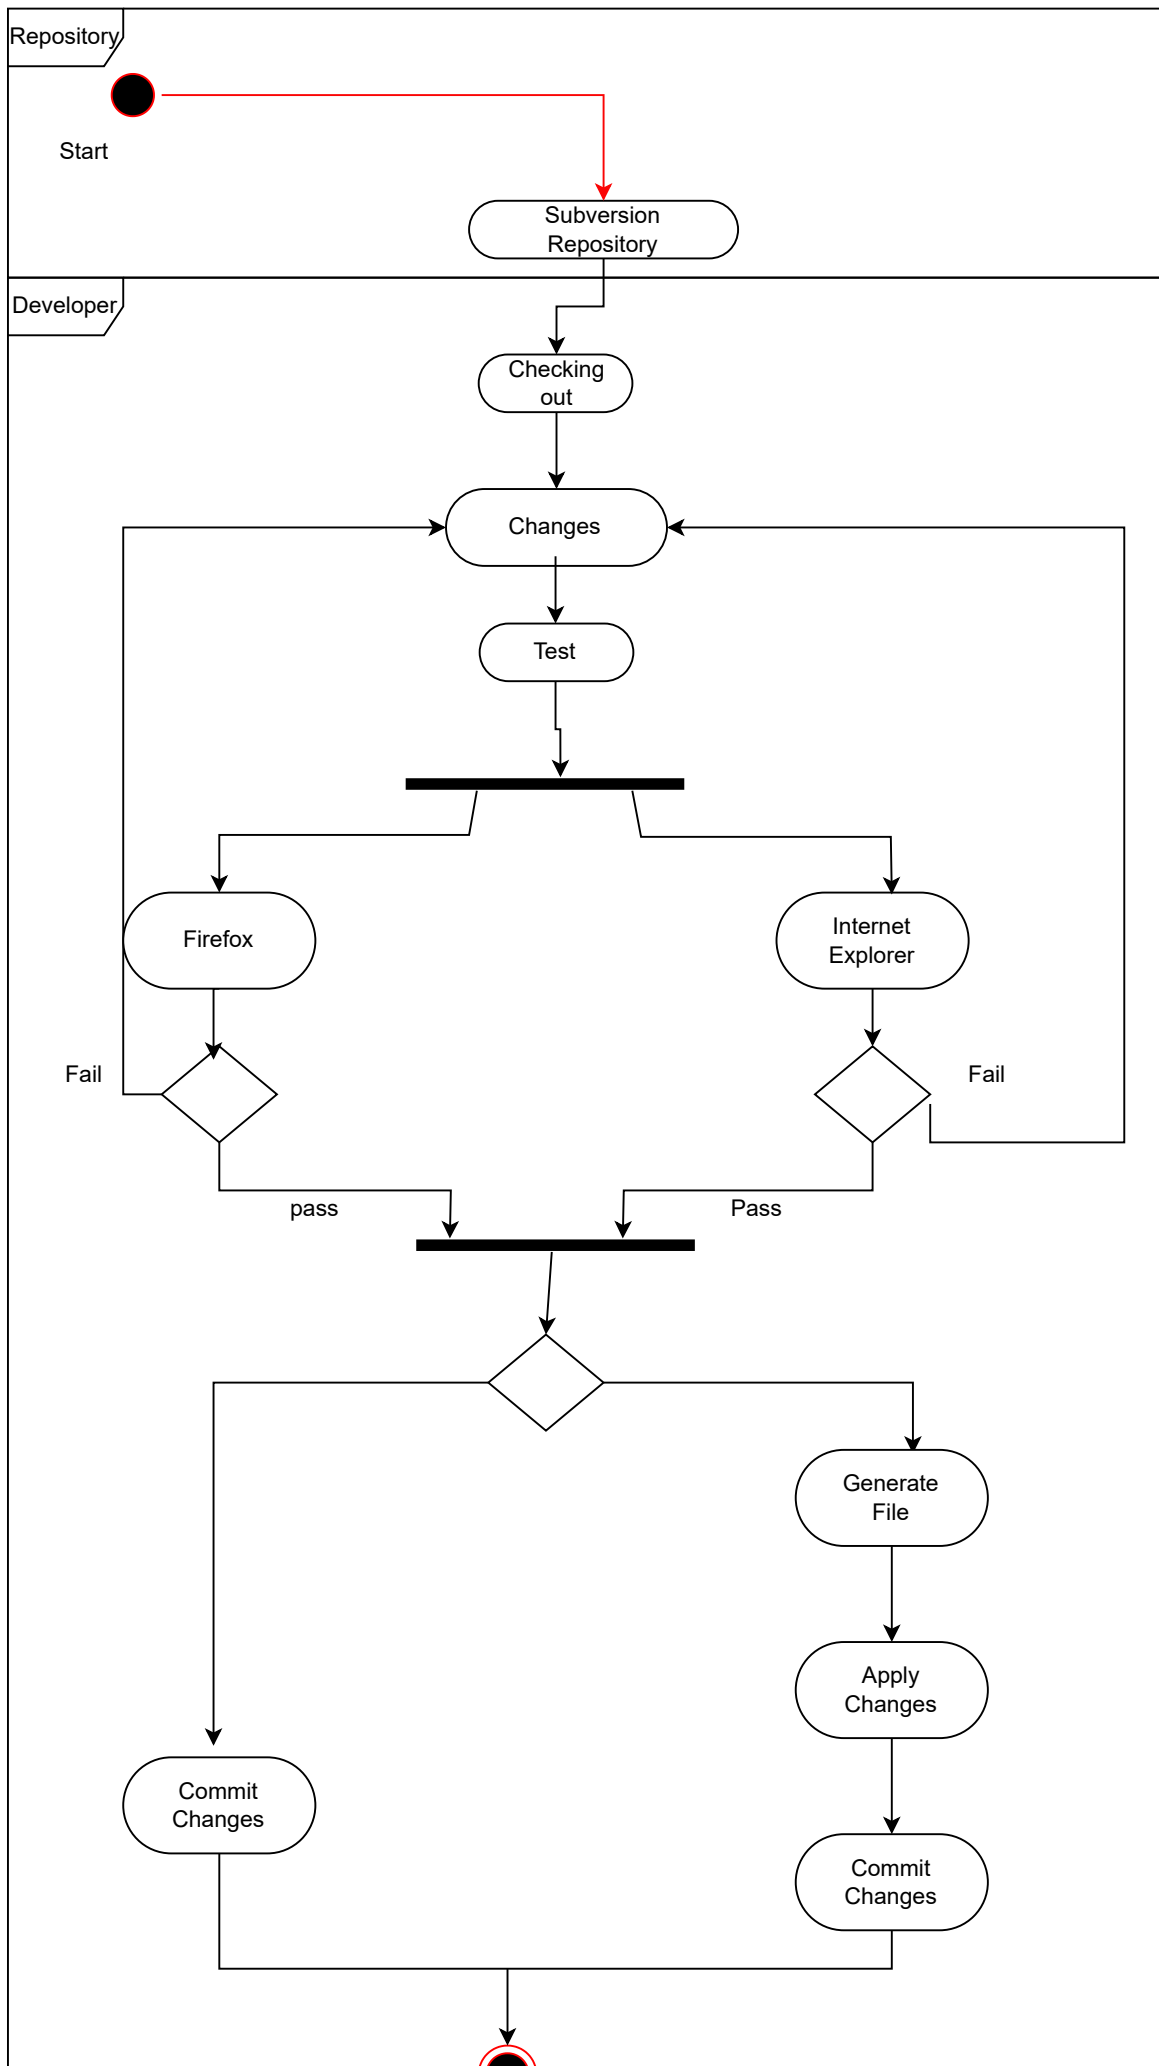 Repository
Start
Subversion
Repository
Developer
Checking
out
Changes
Test
Firefox
Internet
Explorer
Fail
Fail
pass
Pass
Generate
File
Apply
Changes
Commit
Changes
Commit
Changes